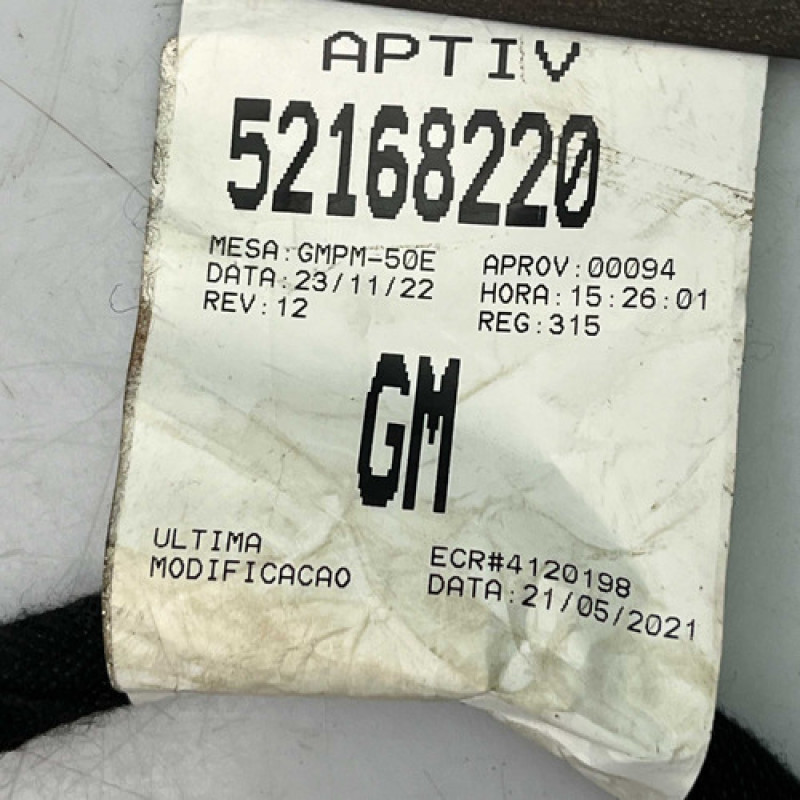 APTIV
52168220
MESA:GMPM-50E APROV:00094
DATA:23/11/22 HORA:15:26:01
REV:12 REG:315
GM
ULTIMA ECR#4120198
MODIFICACAO DATA:21/05/2021